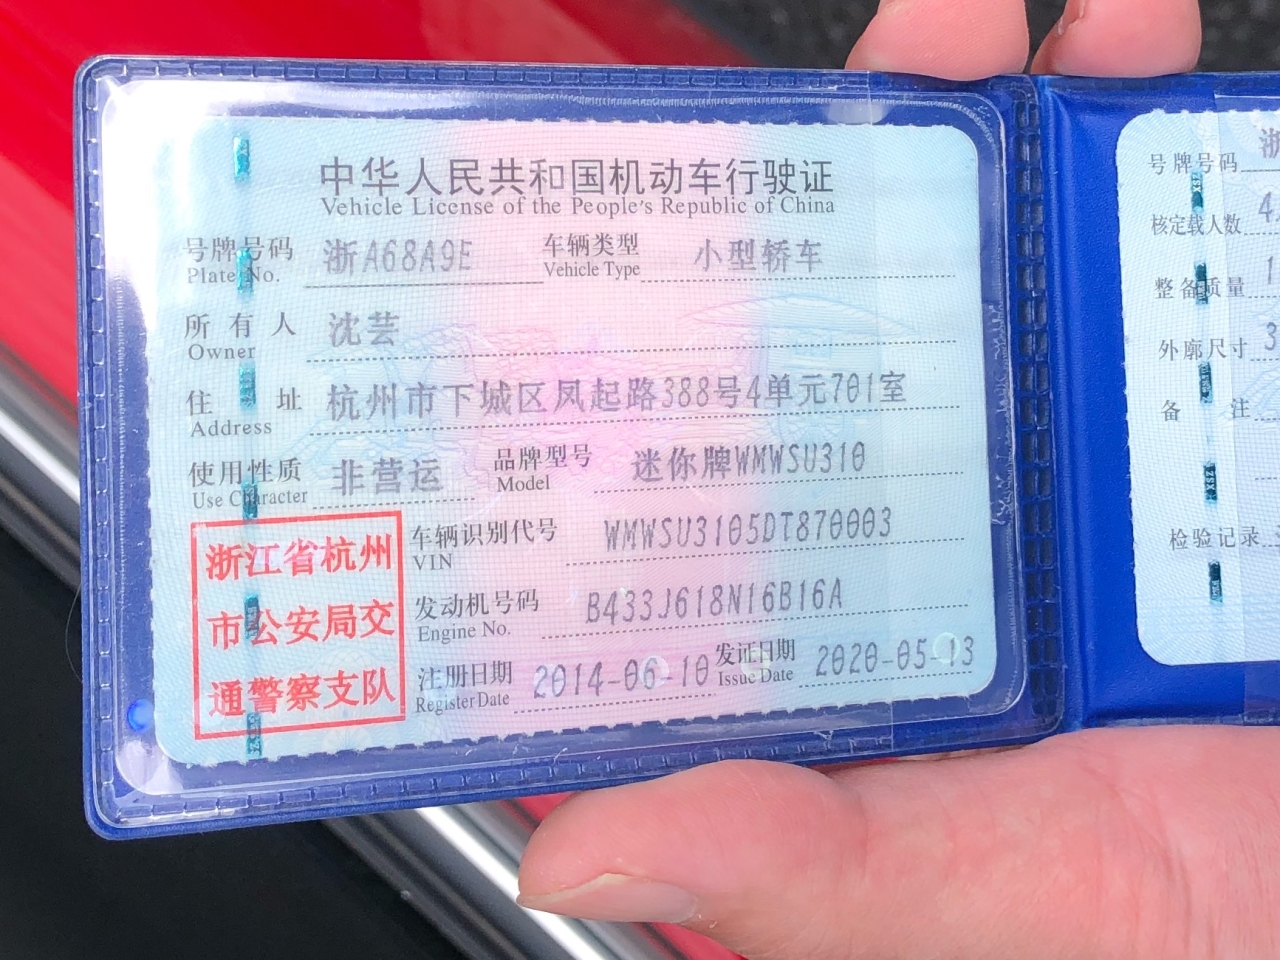 中华人民共和国机动车行驶证
Vehicle License of the People's Republic of China
号牌号码 浙A68A9E 车辆类型 小型轿车
Plate No. Vehicle Type
所有人 沈芸
Owner
住址 杭州市下城区凤起路388号4单元701室
Address
使用性质 非营运 品牌型号 迷你牌WMWSU310
Use Character Model
车辆识别代号 WMWSU3105DT870003
VIN
发动机号码 B433J618N16B16A
Engine No.
注册日期 2014-06-10 发证日期 2020-05-13
Register Date Issue Date
浙江省杭州
市公安局交
通警察支队
号牌号码 浙
核定载人数 4
整备质量 1
外廓尺寸 3
备注
检验记录